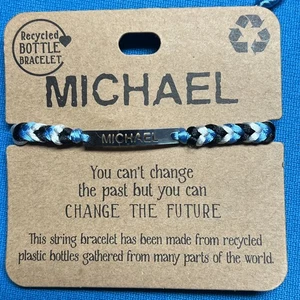 Recycled
BOTTLE
BRACELET
MICHAEL
MICHAEL
You can't change
the past but you can
CHANGE THE FUTURE
This string bracelet has been made from recycled
plastic bottles gathered from many parts of the world.